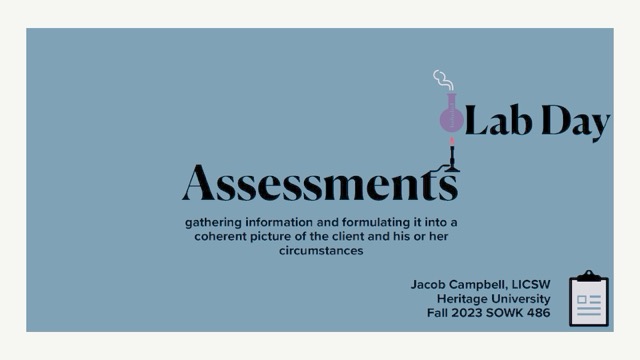 Lab Day
Assessments
gathering information and formulating it into a
coherent picture of the client and his or her
circumstances
Jacob Campbell, LICSW
Heritage University
Fall 2023 SOWK 486